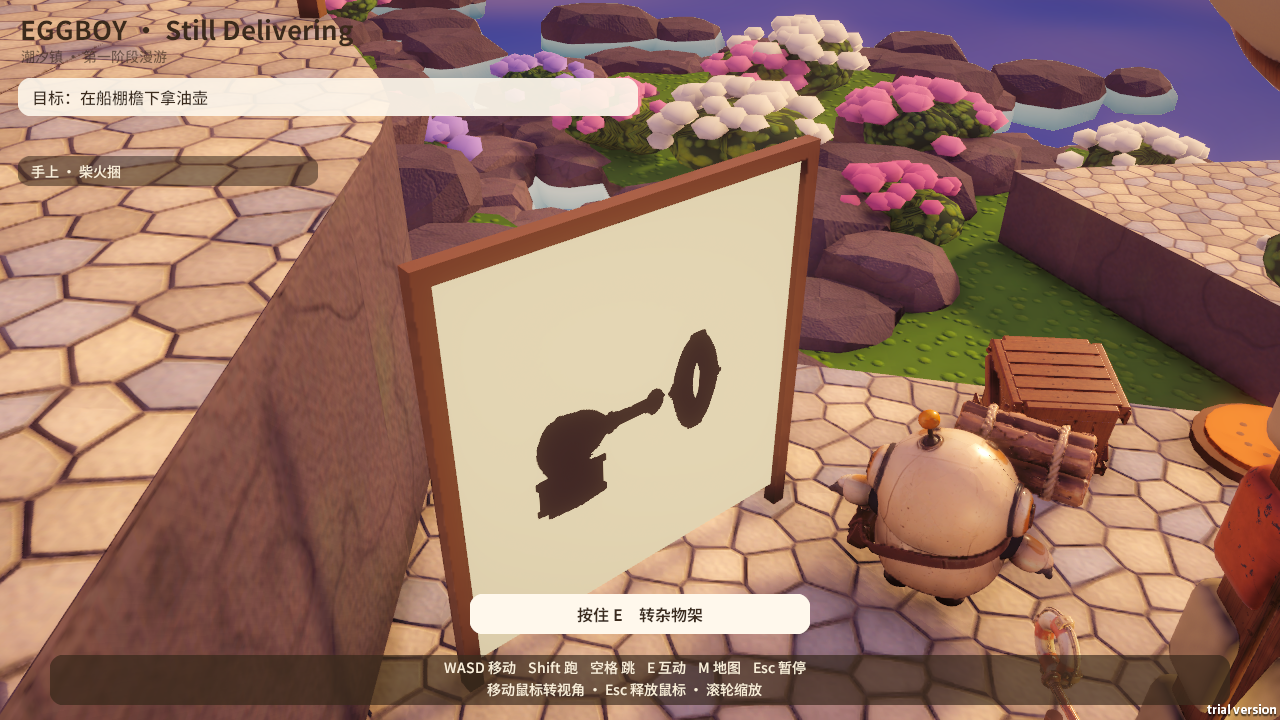 EGGBOY • Still Delivering
潮汐镇 • 第一阶段漫游
目标：在船棚檐下拿油壶
手上 • 柴火捆
按住 E 转杂物架
WASD 移动 Shift 跑 空格 跳 E 互动 M 地图 Esc 暂停
移动鼠标转视角 • Esc 释放鼠标 • 滚轮缩放
trial version